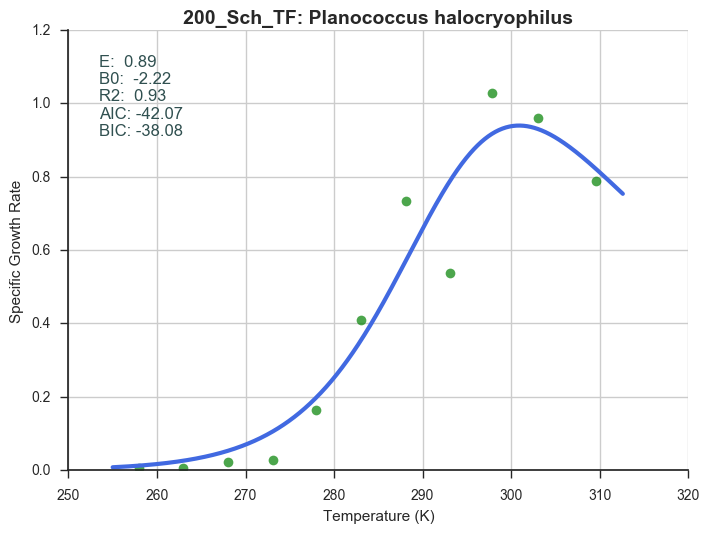 200_Sch_TF: Planococcus halocryophilus
E:  0.89
B0:  -2.22
R2:  0.93
AIC: -42.07
BIC: -38.08
1.2
1.0
0.8
0.6
0.4
0.2
0.0
Specific Growth Rate
250 260 270 280 290 300 310 320
Temperature (K)